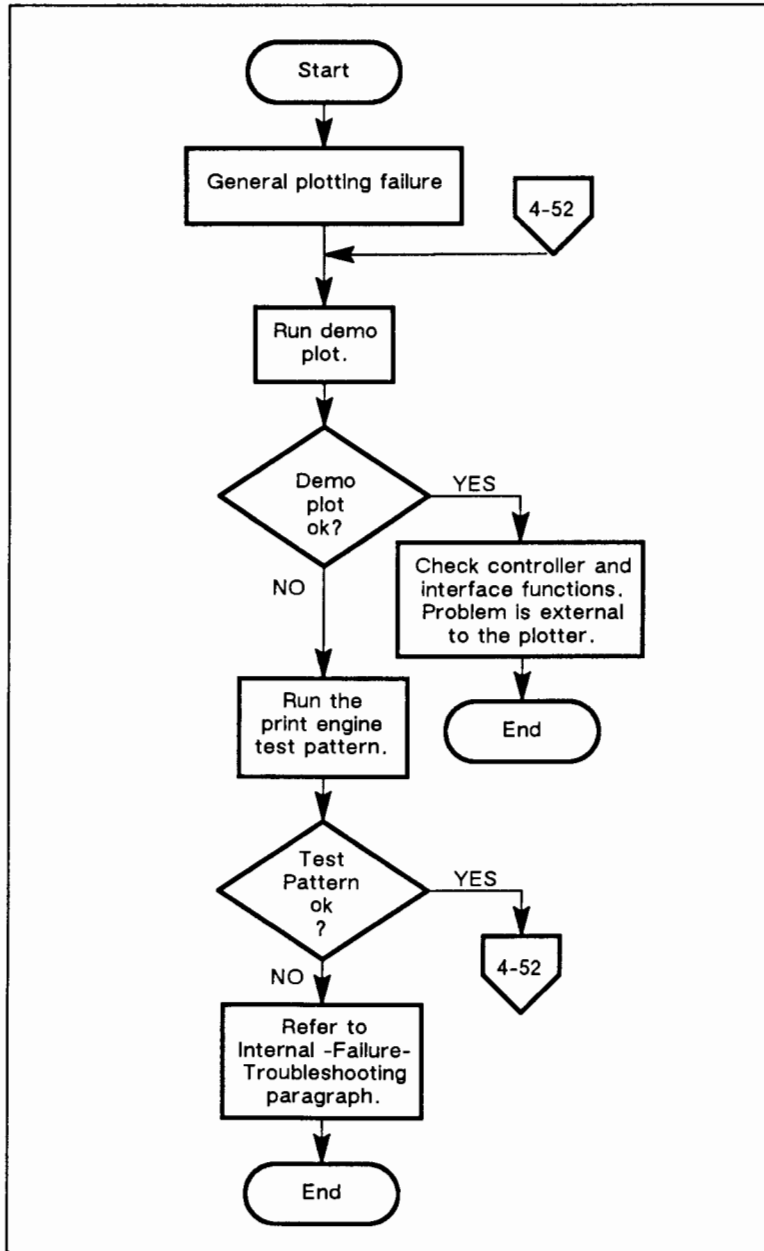 Start
General plotting failure
4-52
Run demo
plot.
Demo
plot
ok?
YES
NO
Check controller and
interface functions.
Problem is external
to the plotter.
End
Run the
print engine
test pattern.
Test
Pattern
ok
?
YES
4-52
NO
Refer to
Internal -Failure-
Troubleshooting
paragraph.
End